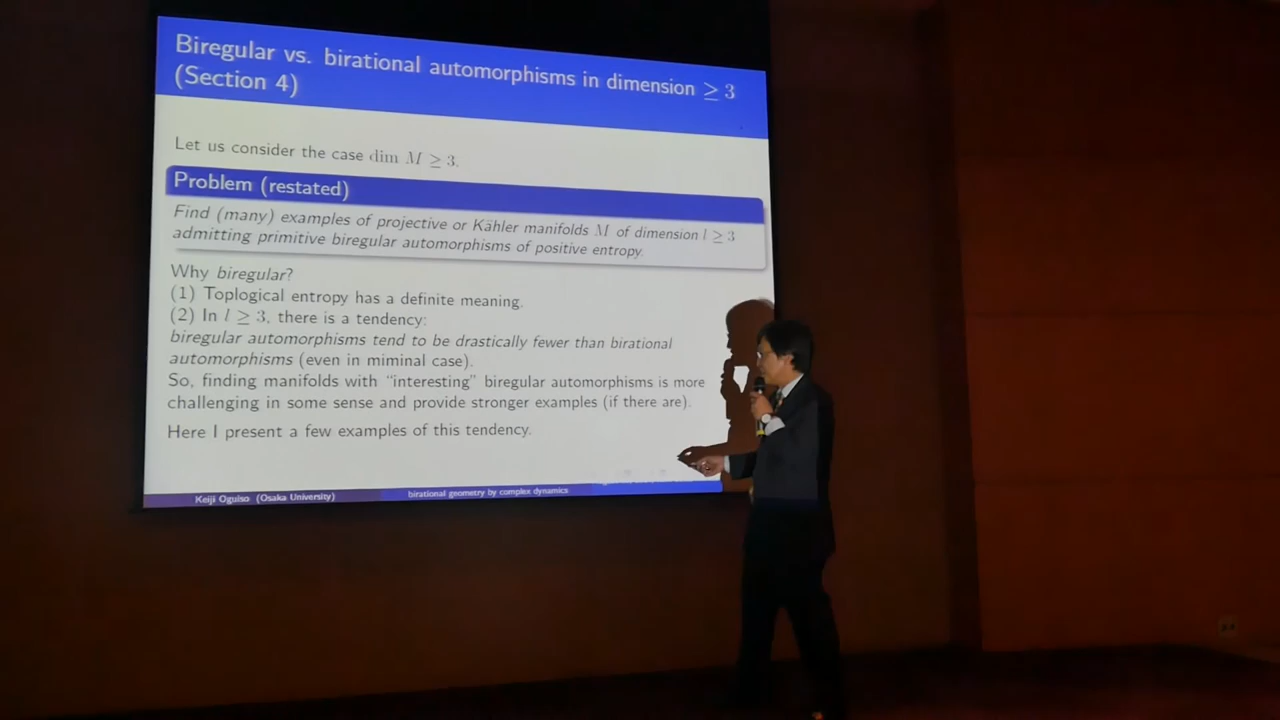 Biregular vs. birational automorphisms in dimension ≥ 3
(Section 4)
Let us consider the case dim M ≥ 3.
Problem (restated)
Find (many) examples of projective or Kähler manifolds M of dimension l ≥ 3
admitting primitive biregular automorphisms of positive entropy.
Why biregular?
(1) Toplogical entropy has a definite meaning.
(2) In l ≥ 3, there is a tendency:
biregular automorphisms tend to be drastically fewer than birational
automorphisms (even in miminal case).
So, finding manifolds with “interesting” biregular automorphisms is more
challenging in some sense and provide stronger examples (if there are).
Here I present a few examples of this tendency.
Keiji Oguiso (Osaka University)
birational geometry by complex dynamics